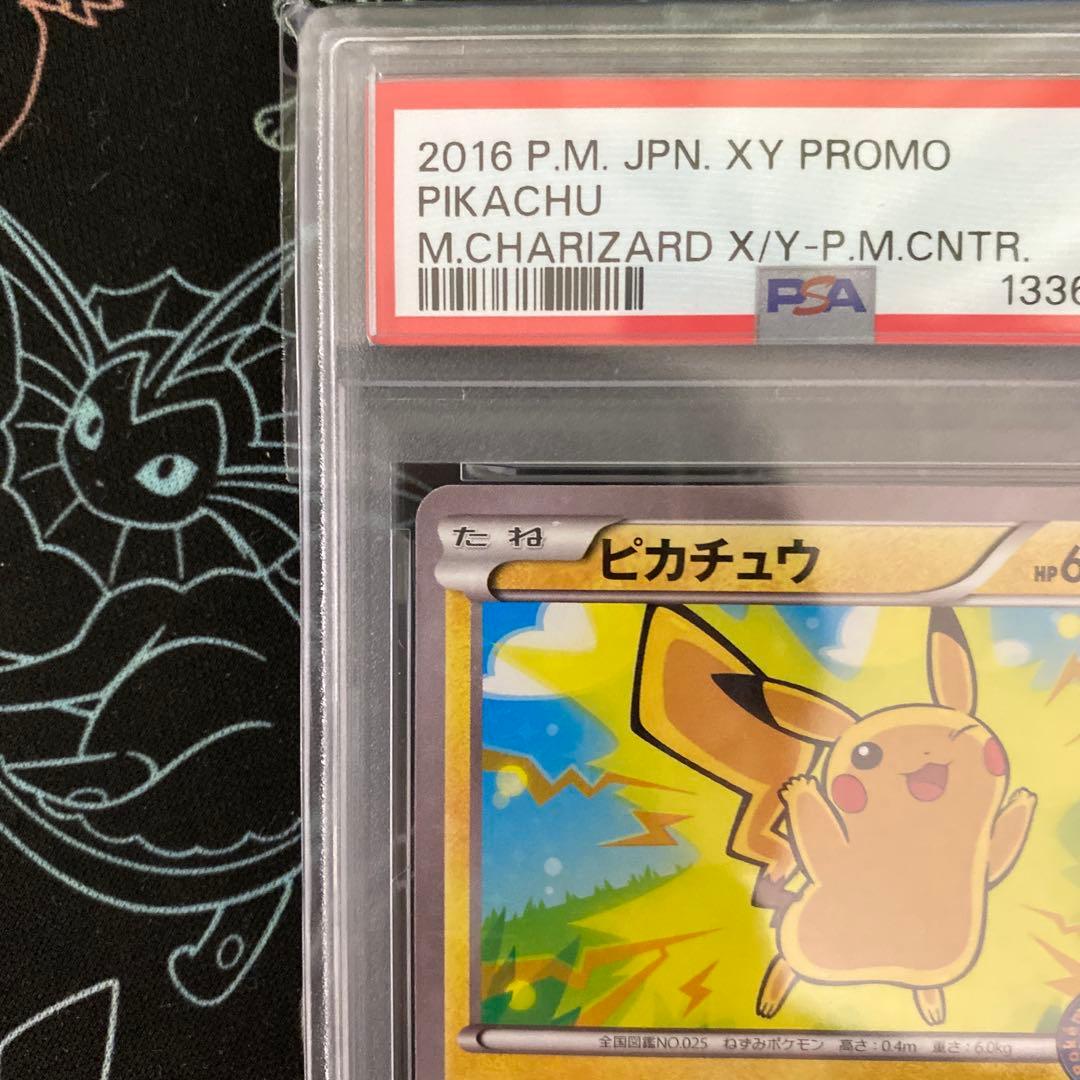 2016 P.M. JPN. XY PROMO
PIKACHU
M.CHARIZARD X/Y-P.M.CNTR.
PSA
1336
たね
ピカチュウ
HP6
全国図鑑NO.025 ねずみポケモン 高さ:0.4m 重さ:6.0kg